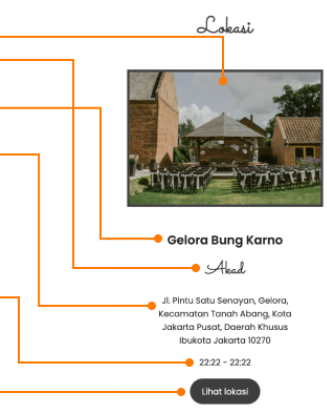 Lokasi
Gelora Bung Karno
Akad
Jl. Pintu Satu Senayan, Gelora,
Kecamatan Tanah Abang, Kota
Jakarta Pusat, Daerah Khusus
Ibukota Jakarta 10270
22:22 - 22:22
Lihat lokasi